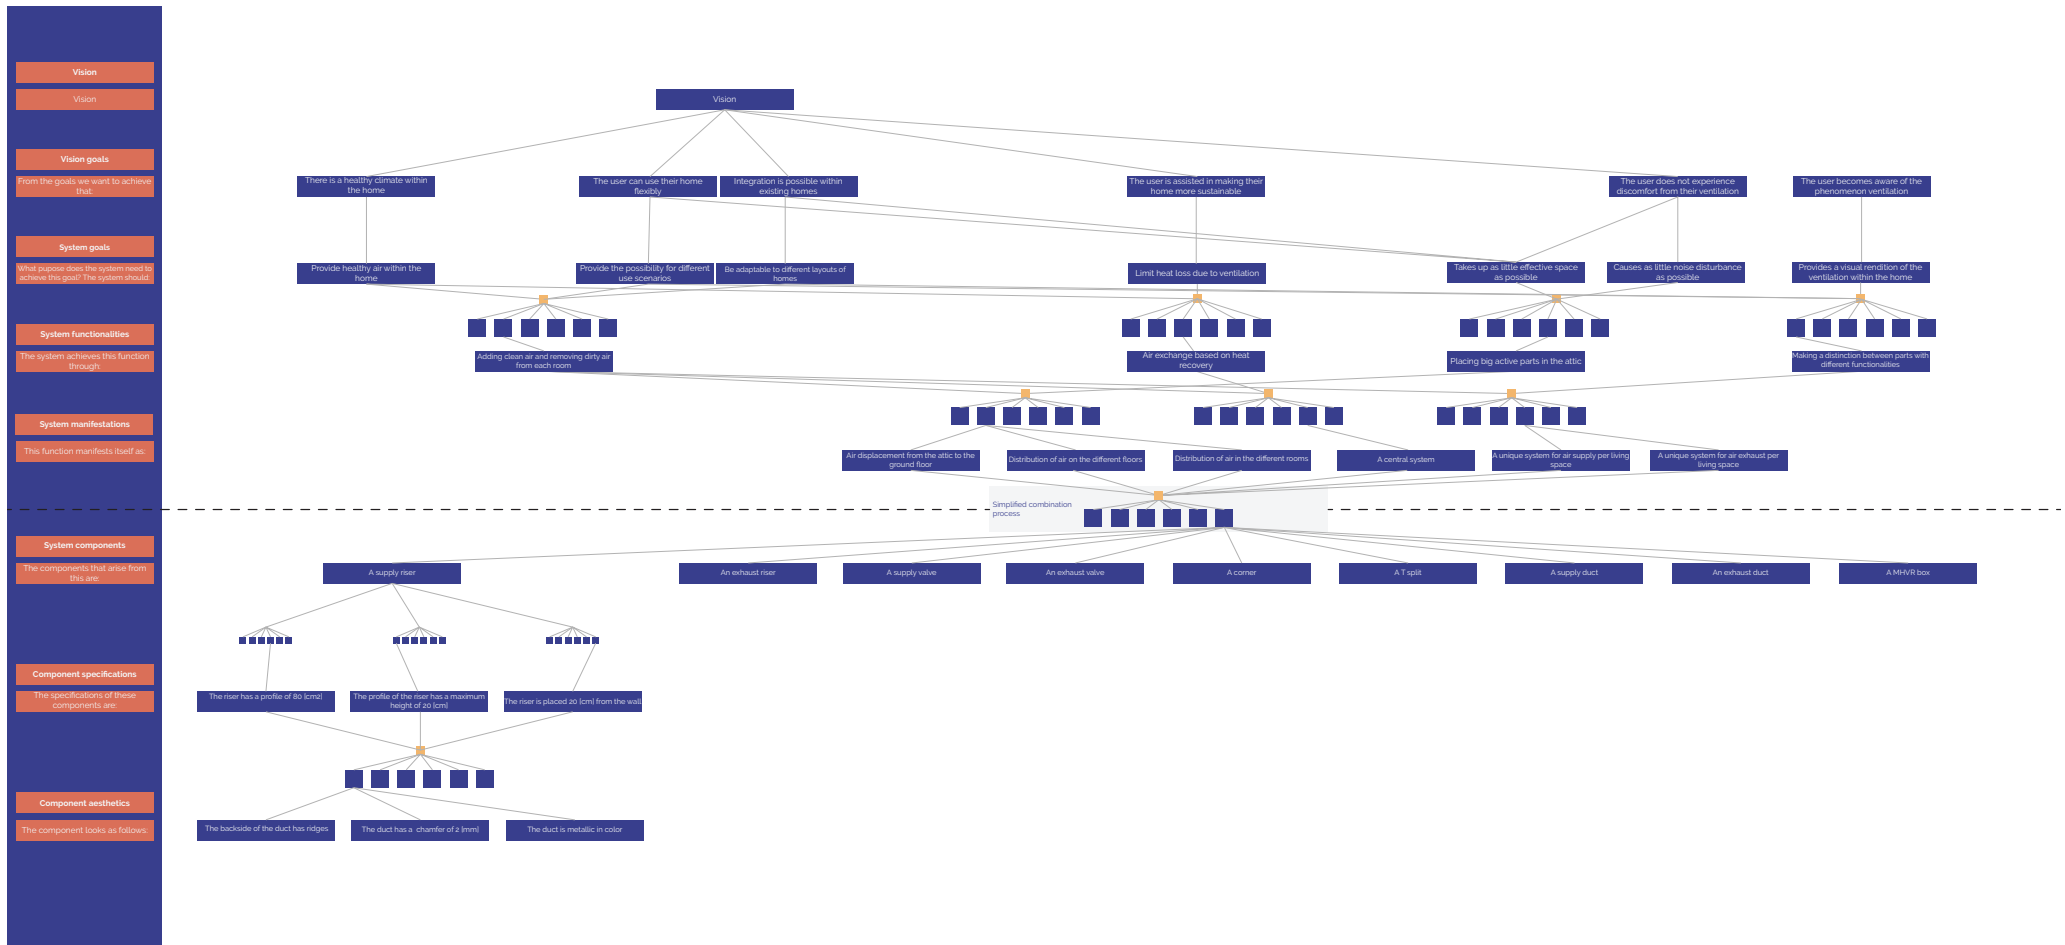 Vision
Vision
Vision
Vision goals
From the goals we want to achieve
that:
There is a healthy climate within
the home
The user can use their home
flexibly
Integration is possible within
existing homes
The user is assisted in making their
home more sustainable
The user does not experience
discomfort from their ventilation
The user becomes aware of the
phenomenon ventilation
System goals
What pupose does the system need to
achieve this goal? The system should:
Provide healthy air within the
home
Provide the possibility for different
use scenarios
Be adaptable to different layouts of
homes
Limit heat loss due to ventilation
Takes up as little effective space
as possible
Causes as little noise disturbance
as possible
Provides a visual rendition of the
ventilation within the home
System functionalities
The system achieves this function
through:
Adding clean air and removing dirty air
from each room
Air exchange based on heat
recovery
Placing big active parts in the attic
Making a distinction between parts with
different functionalities
System manifestations
This function manifests itself as:
Air displacement from the attic to the
ground floor
Distribution of air on the different floors
Distribution of air in the different rooms
A central system
A unique system for air supply per living
space
A unique system for air exhaust per
living space
Simplified combination
process
System components
The components that arise from
this are:
A supply riser
An exhaust riser
A supply valve
An exhaust valve
A corner
A T split
A supply duct
An exhaust duct
A MHVR box
Component specifications
The specifications of these
components are:
The riser has a profile of 80 [cm2]
The profile of the riser has a maximum
height of 20 [cm]
The riser is placed 20 [cm] from the wall
Component aesthetics
The component looks as follows:
The backside of the duct has ridges
The duct has a chamfer of 2 [mm]
The duct is metallic in color